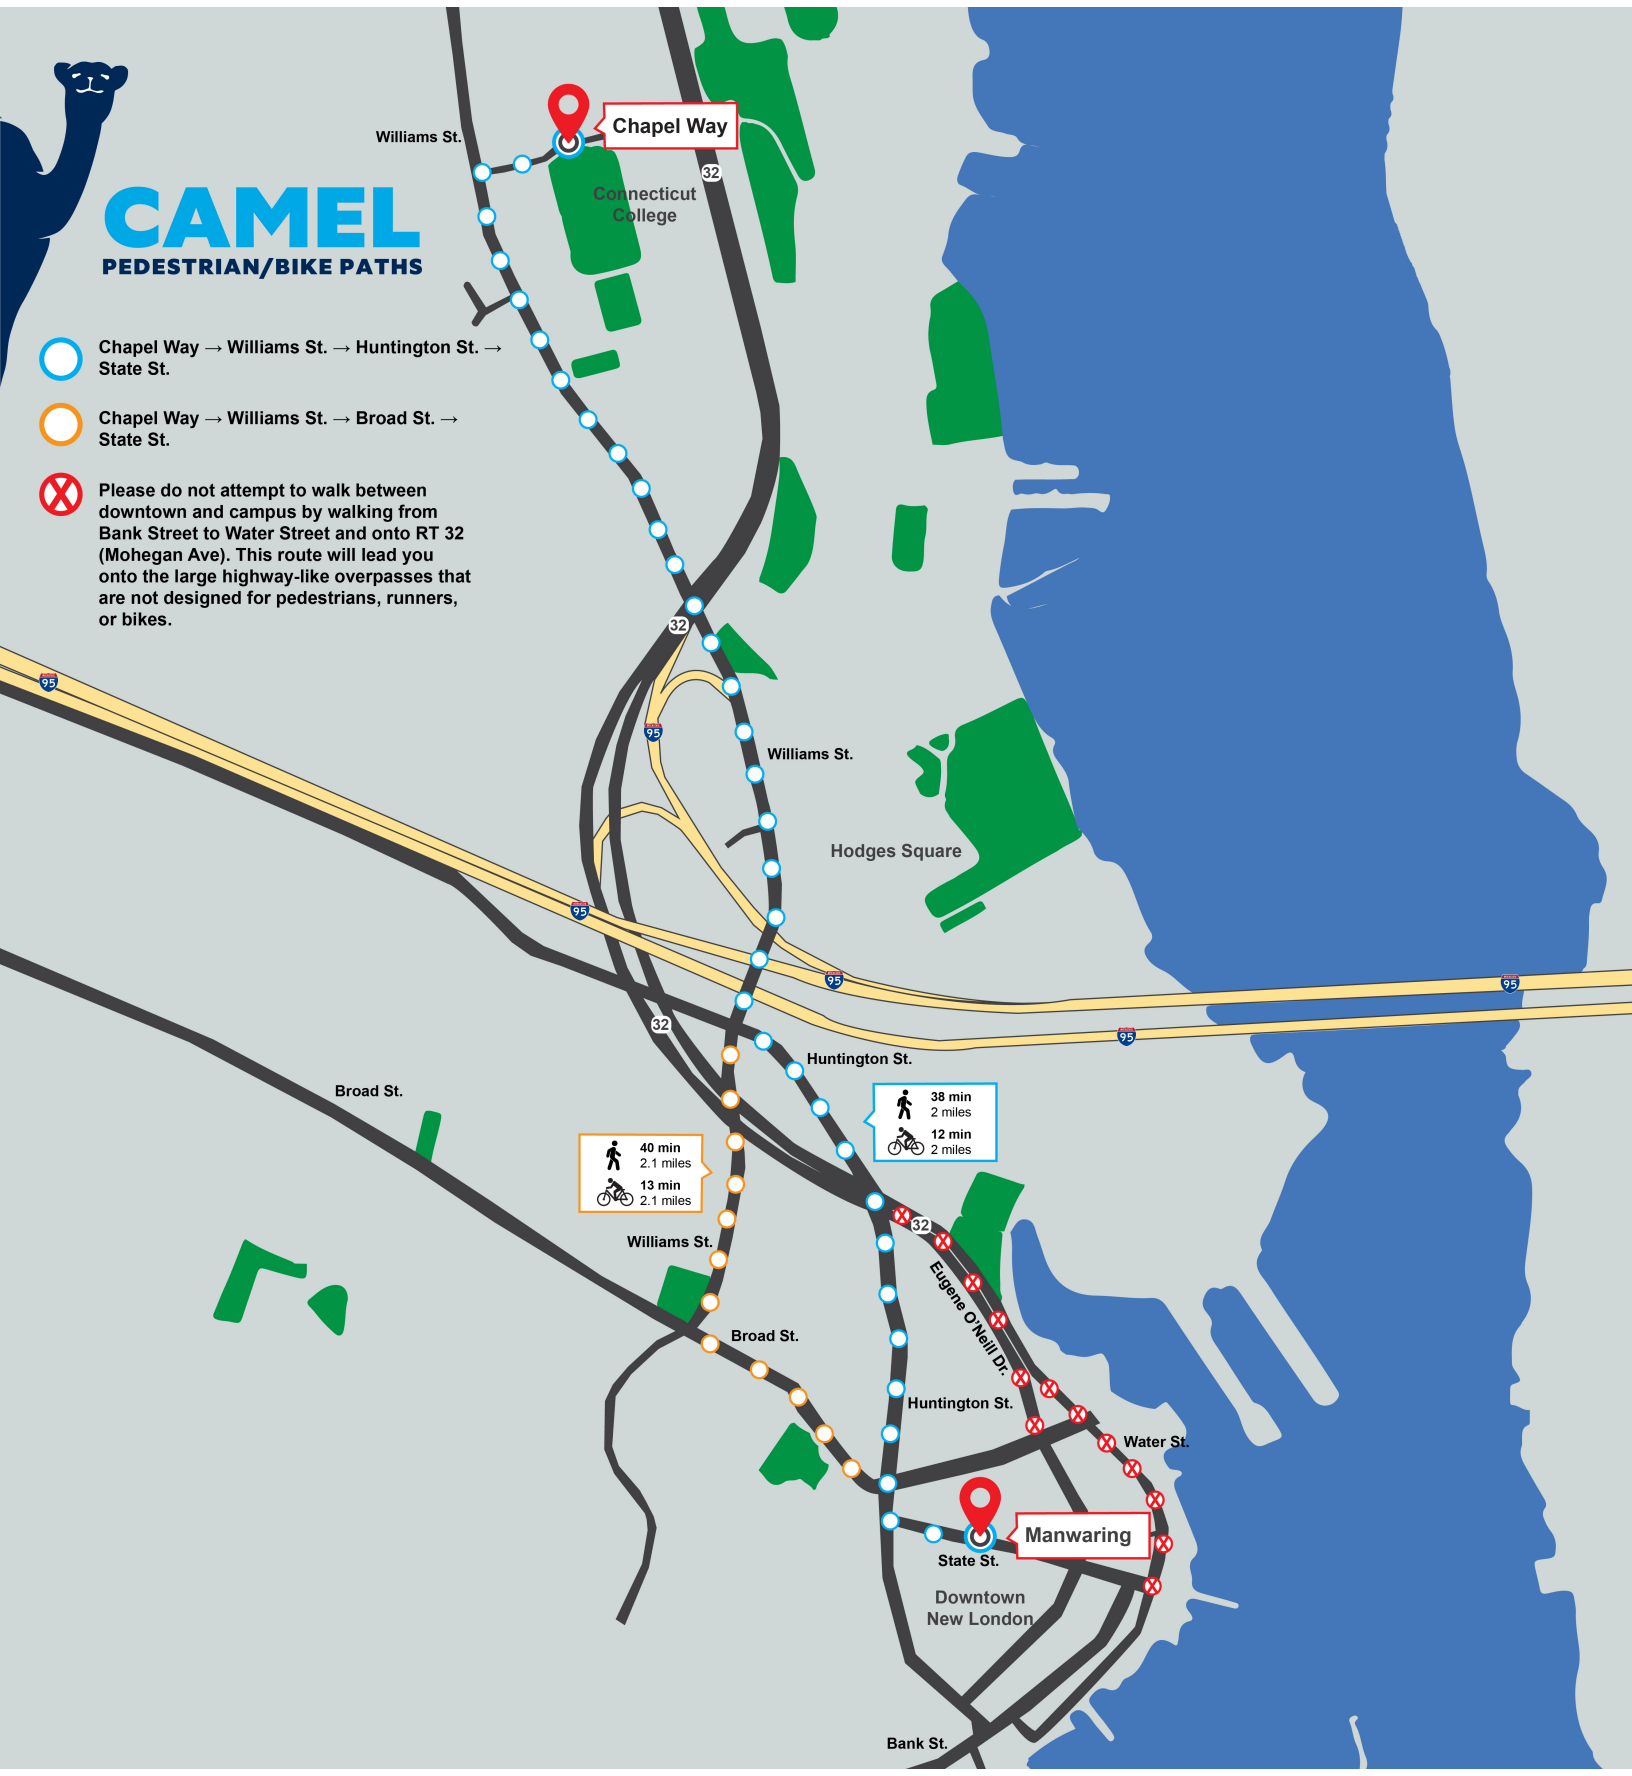 Williams St.
Chapel Way
32
Connecticut
College
CAMEL
PEDESTRIAN/BIKE PATHS
Chapel Way → Williams St. → Huntington St. →
State St.
Chapel Way → Williams St. → Broad St. →
State St.
Please do not attempt to walk between
downtown and campus by walking from
Bank Street to Water Street and onto RT 32
(Mohegan Ave). This route will lead you
onto the large highway-like overpasses that
are not designed for pedestrians, runners,
or bikes.
32
95
95
Williams St.
Hodges Square
95
95
95
32
95
Huntington St.
Broad St.
38 min
2 miles
12 min
2 miles
40 min
2.1 miles
13 min
2.1 miles
32
Williams St.
Eugene O'Neill Dr.
Broad St.
Huntington St.
Water St.
Manwaring
State St.
Downtown
New London
Bank St.